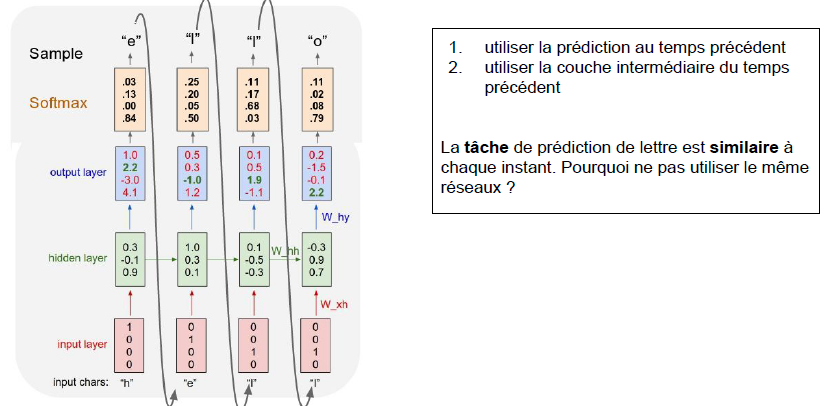 "e" "l" "l" "o"
Sample
Softmax
.03 .25 .11 .11
.13 .20 .17 .02
.00 .05 .68 .08
.84 .50 .03 .79
output layer
1.0 0.5 0.1 0.2
2.2 0.3 0.5 -1.5
-3.0 -1.0 1.9 -0.1
4.1 1.2 -1.1 2.2
W_hy
hidden layer
0.3 1.0 0.1 -0.3
-0.1 0.3 -0.5 0.9
0.9 0.1 -0.3 0.7
W_hh
W_xh
input layer
1 0 0 0
0 1 0 0
0 0 1 1
0 0 0 0
input chars: "h" "e" "l" "l"
1. utiliser la prédiction au temps précédent
2. utiliser la couche intermédiaire du temps
précédent
La tâche de prédiction de lettre est similaire à
chaque instant. Pourquoi ne pas utiliser le même
réseaux ?